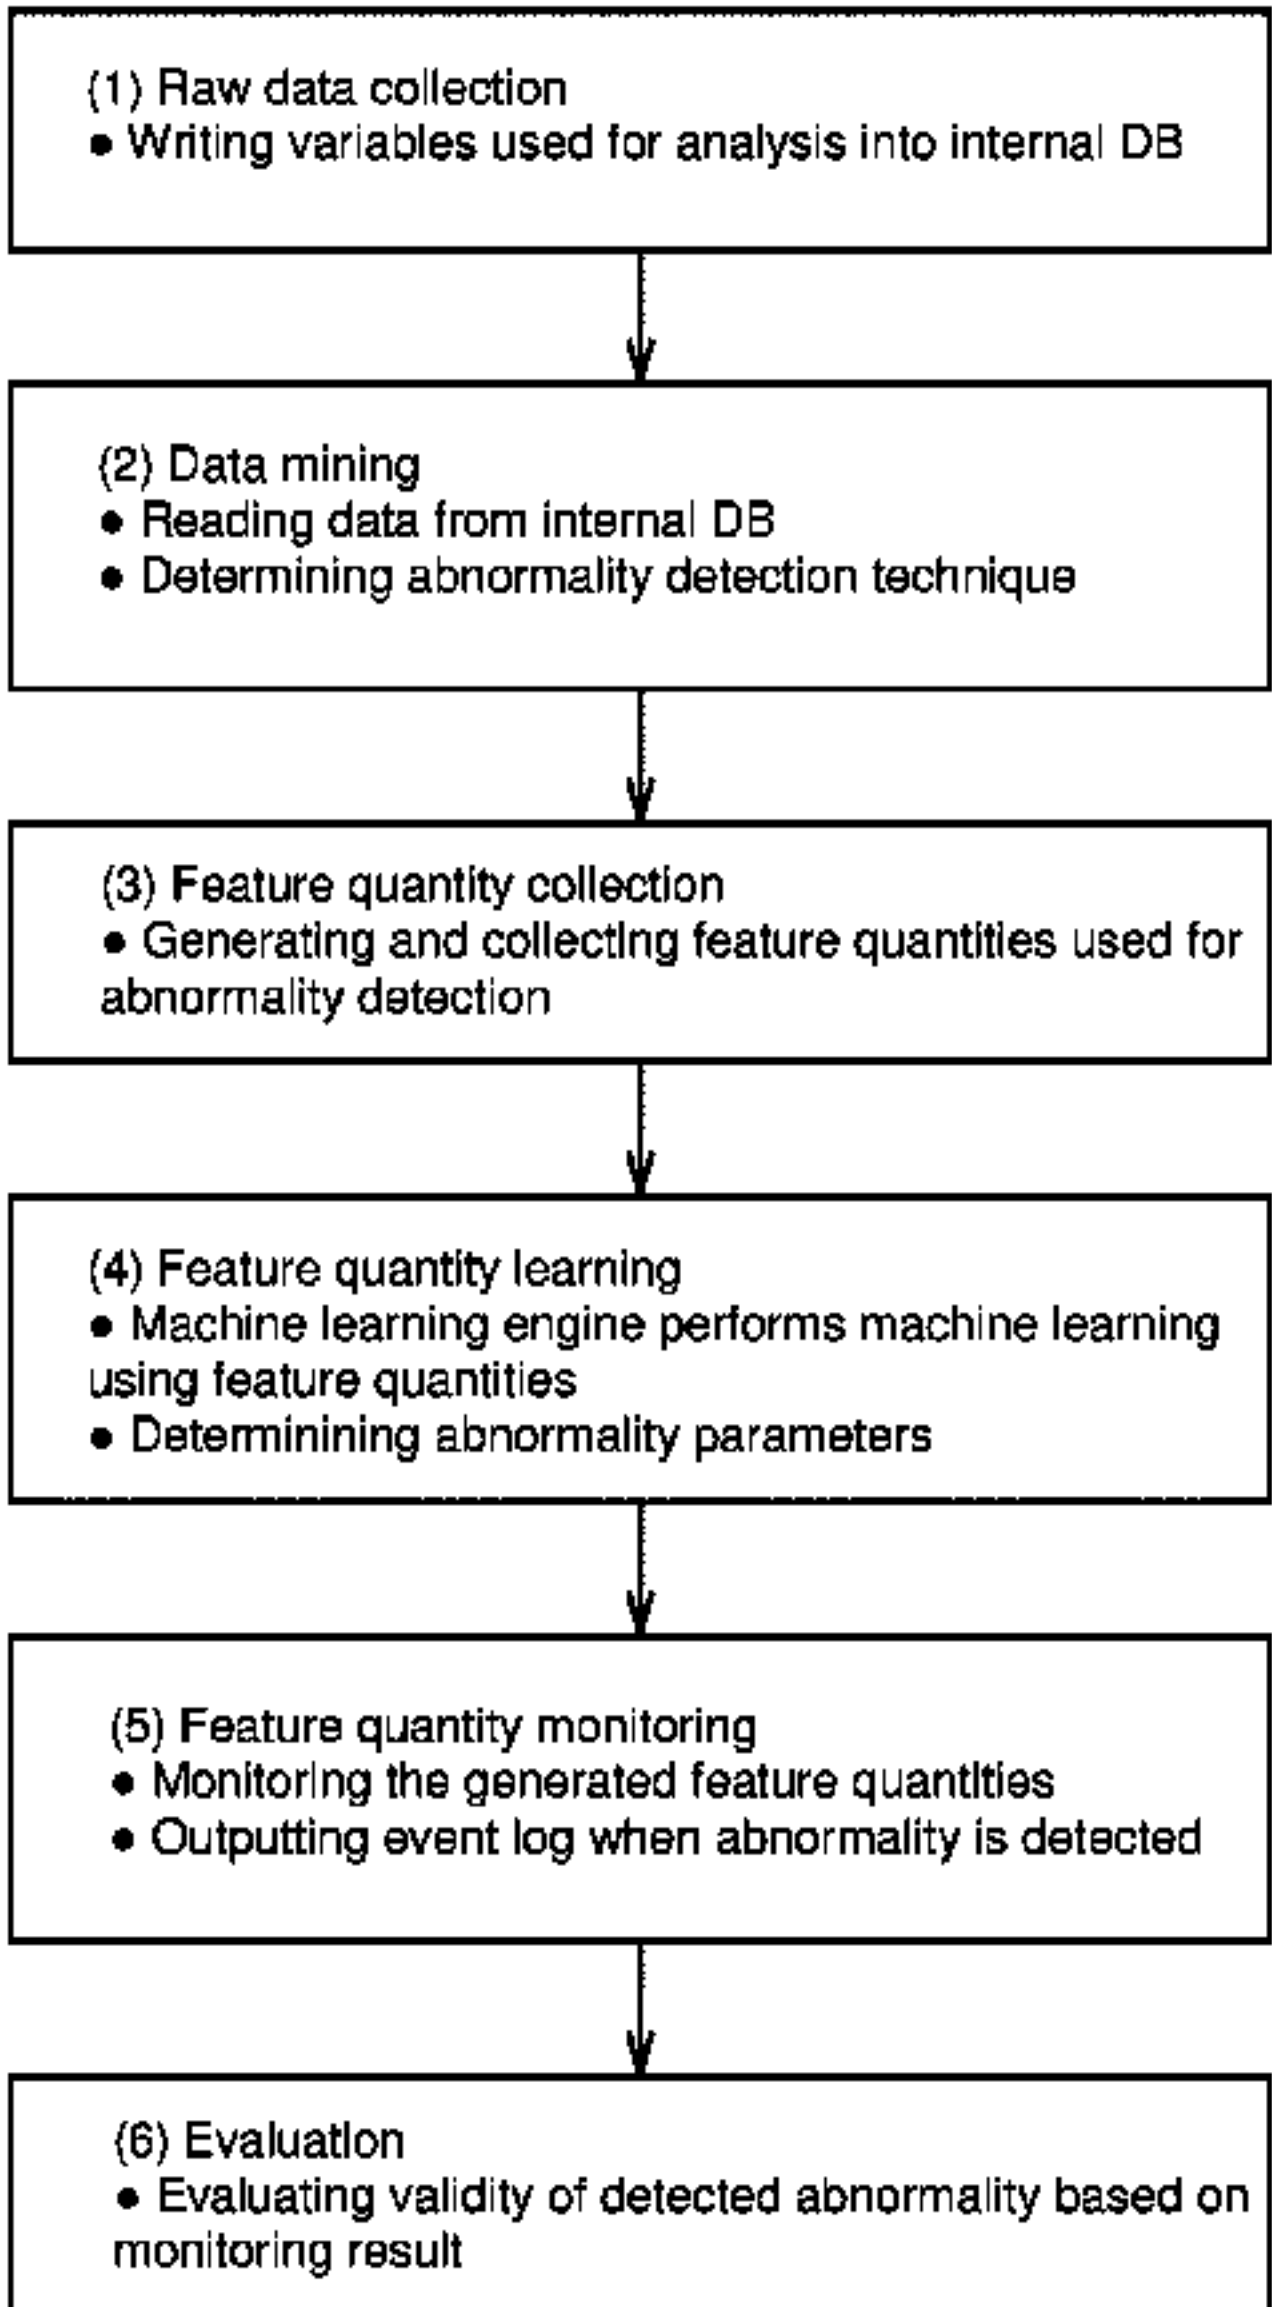 (1) Raw data collection
● Writing variables used for analysis into internal DB
(2) Data mining
● Reading data from internal DB
● Determining abnormality detection technique
(3) Feature quantity collection
● Generating and collecting feature quantities used for
abnormality detection
(4) Feature quantity learning
● Machine learning engine performs machine learning
using feature quantities
● Determinining abnormality parameters
(5) Feature quantity monitoring
● Monitoring the generated feature quantities
● Outputting event log when abnormality is detected
(6) Evaluation
● Evaluating validity of detected abnormality based on
monitoring result